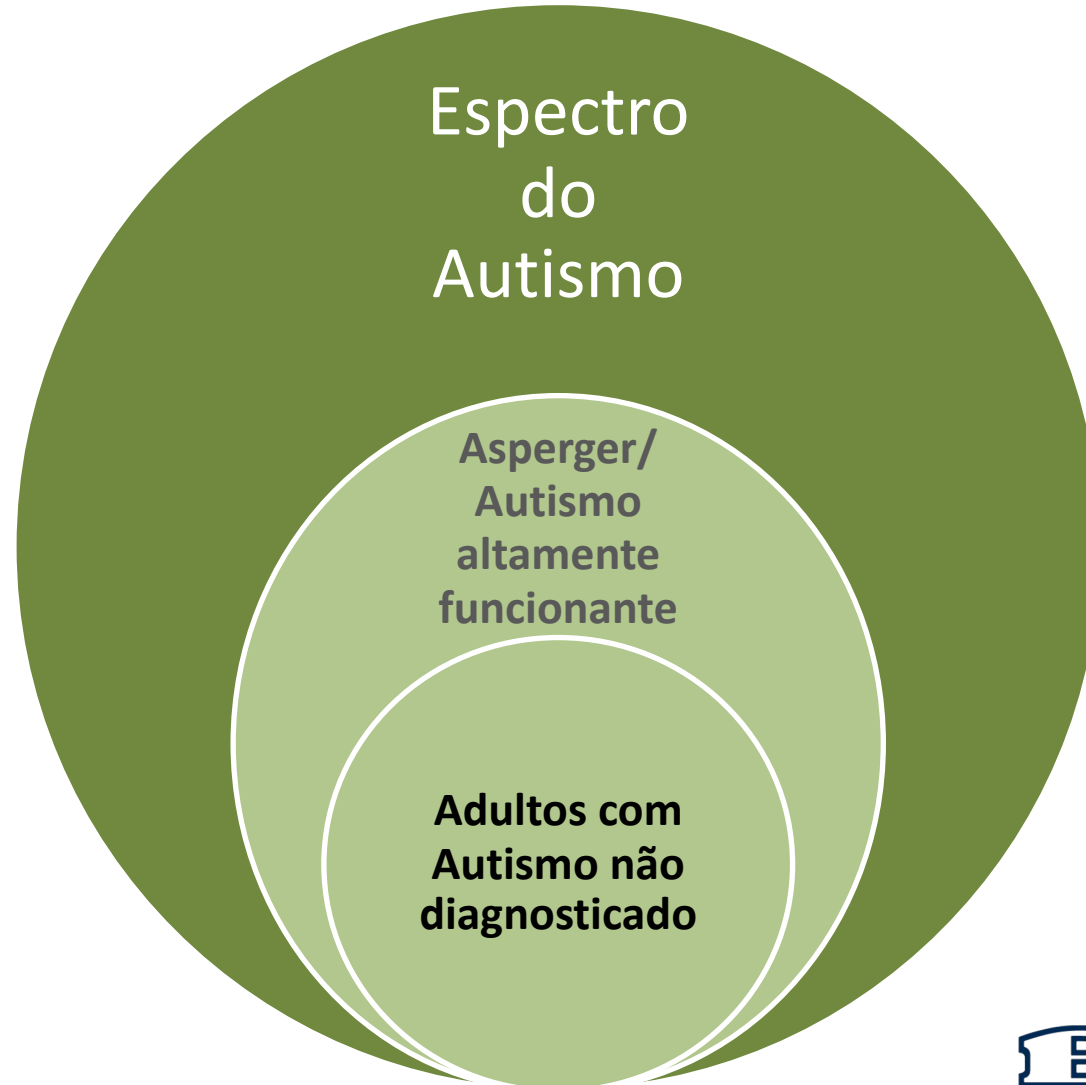 Espectro
do
Autismo
Asperger/
Autismo
altamente
funcionante
Adultos com
Autismo não
diagnosticado